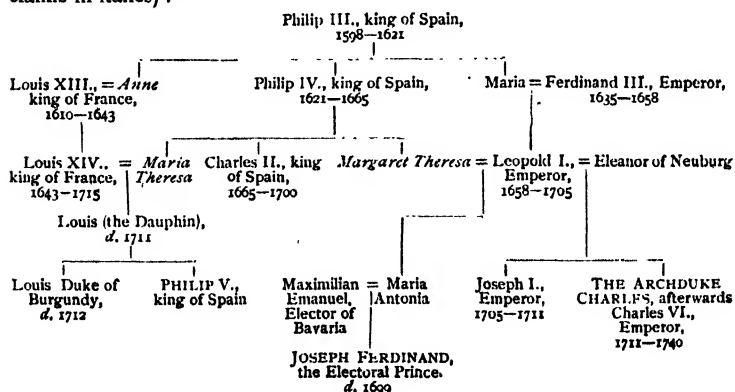 claims in italics) :
Philip III., king of Spain,
1598—1621
Louis XIII., = Anne
king of France,
1610—1643
Philip IV., king of Spain,
1621—1665
Maria = Ferdinand III., Emperor,
1635—1658
Louis XIV., = Maria
king of France, Theresa
1643—1715
Charles II., king
of Spain,
1665—1700
Margaret Theresa = Leopold I., = Eleanor of Neuburg
Emperor,
1658—1705
Louis (the Dauphin),
d. 1711
Louis Duke of
Burgundy,
d. 1712
PHILIP V.,
king of Spain
Maximilian = Maria
Emanuel, Antonia
Elector of
Bavaria
Joseph I.,
Emperor,
1705—1711
THE ARCHDUKE
CHARLES, afterwards
Charles VI.,
Emperor,
1711—1740
JOSEPH FERDINAND,
the Electoral Prince.
d. 1699